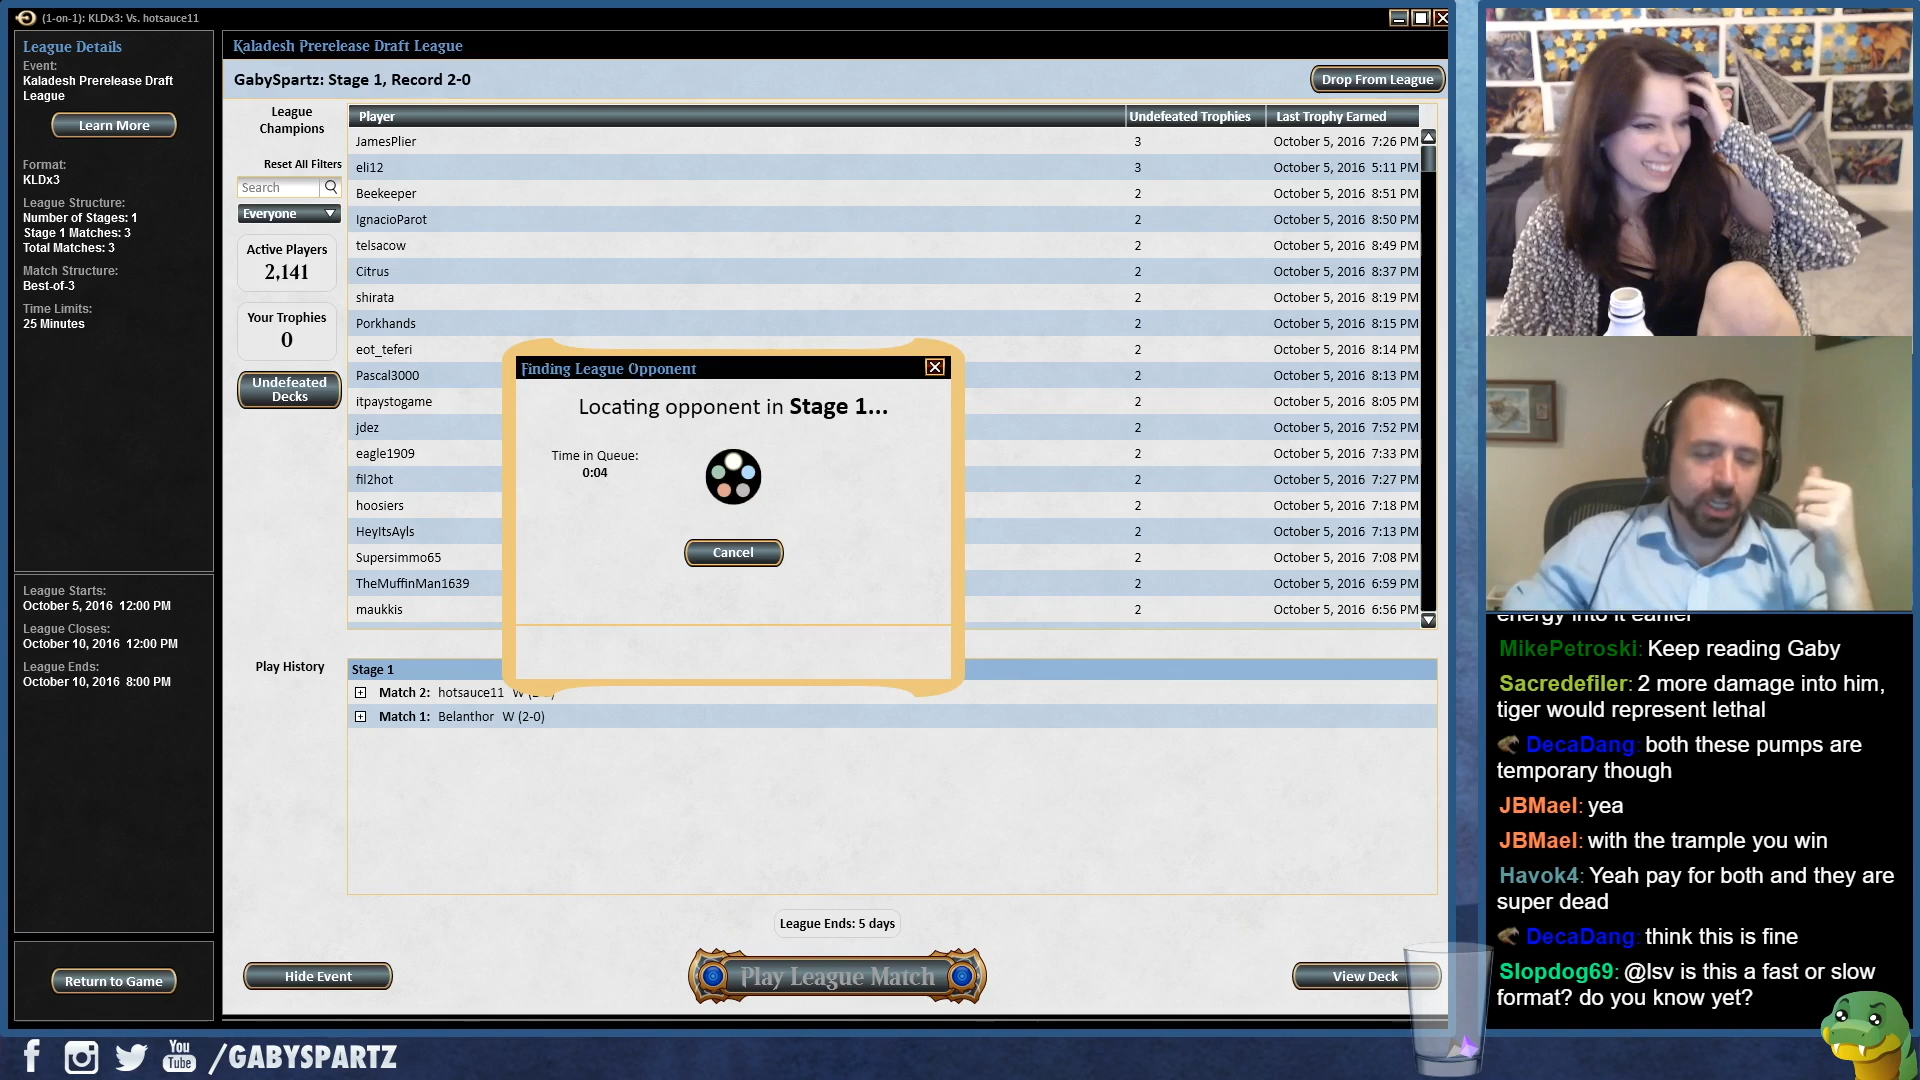 (1-on-1): KLDx3: Vs. hotsauce11
League Details
Event:
Kaladesh Prerelease Draft
League
Learn More
Format:
KLDx3
League Structure:
Number of Stages: 1
Stage 1 Matches: 3
Total Matches: 3
Match Structure:
Best-of-3
Time Limits:
25 Minutes
League Starts:
October 5, 2016 12:00 PM
League Closes:
October 10, 2016 12:00 PM
League Ends:
October 10, 2016 8:00 PM
Return to Game
Kaladesh Prerelease Draft League
GabySpartz: Stage 1, Record 2-0
Drop From League
League
Champions
Reset All Filters
Search
Everyone
Active Players
2,141
Your Trophies
0
Undefeated
Decks
Player Undefeated Trophies Last Trophy Earned
JamesPlier 3 October 5, 2016 7:26 PM
eli12 3 October 5, 2016 5:11 PM
Beekeeper 2 October 5, 2016 8:51 PM
IgnacioParot 2 October 5, 2016 8:50 PM
telsacow 2 October 5, 2016 8:49 PM
Citrus 2 October 5, 2016 8:37 PM
shirata 2 October 5, 2016 8:19 PM
Porkhands 2 October 5, 2016 8:15 PM
eot_teferi 2 October 5, 2016 8:14 PM
Pascal3000 2 October 5, 2016 8:13 PM
itpaystogame 2 October 5, 2016 8:05 PM
jdez 2 October 5, 2016 7:52 PM
eagle1909 2 October 5, 2016 7:33 PM
fil2hot 2 October 5, 2016 7:27 PM
hoosiers 2 October 5, 2016 7:18 PM
HeyItsAyls 2 October 5, 2016 7:13 PM
Supersimmo65 2 October 5, 2016 7:08 PM
TheMuffinMan1639 2 October 5, 2016 6:59 PM
maukkis 2 October 5, 2016 6:56 PM
Finding League Opponent
Locating opponent in Stage 1...
Time in Queue:
0:04
Cancel
Play History
Stage 1
Match 2: hotsauce11 W
Match 1: Belanthor W (2-0)
League Ends: 5 days
Hide Event
Play League Match
View Deck
energy into it earlier
MikePetroski: Keep reading Gaby
Sacredefiler: 2 more damage into him,
tiger would represent lethal
DecaDang: both these pumps are
temporary though
JBMael: yea
JBMael: with the trample you win
Havok4: Yeah pay for both and they are
super dead
DecaDang: think this is fine
Slopdog69: @lsv is this a fast or slow
format? do you know yet?
You
Tube
/GABYSPARTZ